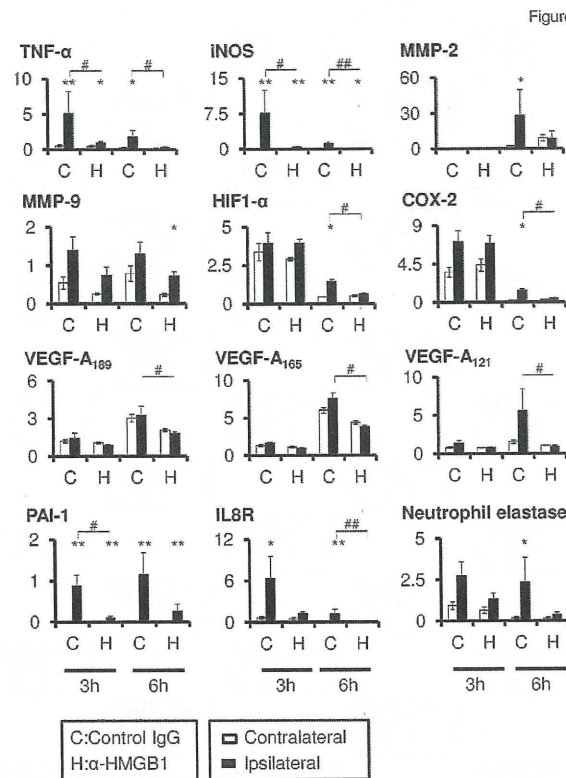 Figure
TNF-α
iNOS
MMP-2
10
5
0
** # * * #
7.5
0
** # ** ** ## *
60
30
0
*
C H C H
C H C H
C H C H
MMP-9
HIF1-α
COX-2
2
1
0
*
5
2.5
0
* #
9
4.5
0
* #
C H C H
C H C H
C H C H
VEGF-A189
VEGF-A165
VEGF-A121
6
3
0
#
10
5
0
#
10
5
0
#
C H C H
C H C H
C H C H
PAI-1
IL8R
Neutrophil elastase
2
1
0
** # ** ** **
12
6
0
* ** ##
5
2.5
0
*
C H C H
C H C H
C H C H
3h 6h
3h 6h
3h 6h
C:Control IgG
H:α-HMGB1
Contralateral
Ipsilateral